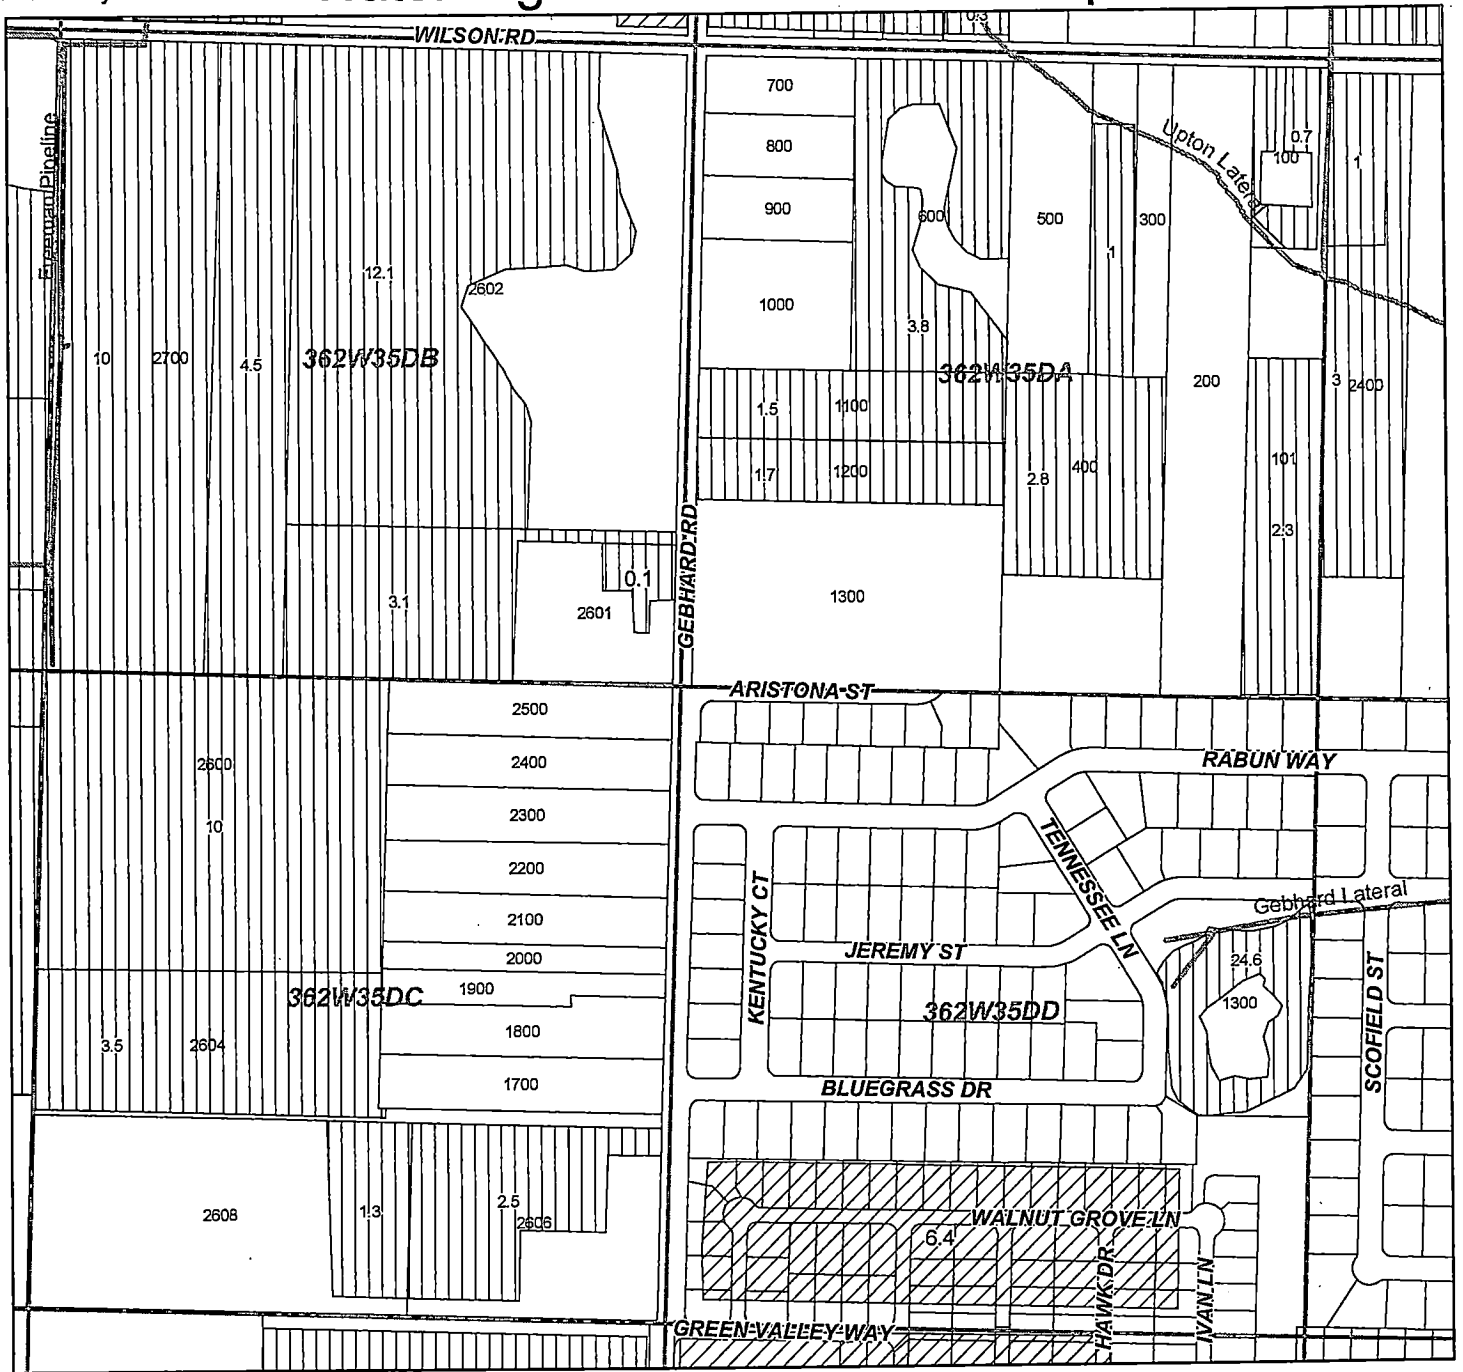 0.3
WILSON RD
Freeman Pipeline
700
800
900
1000
Upton Lateral
0.7
100
1
600
500
1
300
12.1
2602
3.8
10
2700
4.5
362W35DB
362W35DA
200
3
2400
1.5
1100
1.7
1200
2.8
400
101
2.3
GEBHARD RD
0.1
3.1
2601
1300
ARISTONA ST
2500
2400
2300
2200
2100
2000
1900
1800
1700
2600
10
RABUN WAY
TENNESSEE LN
KENTUCKY CT
Gebhard Lateral
JEREMY ST
24.6
1300
SCOFIELD ST
362W35DC
362W35DD
3.5
2604
BLUEGRASS DR
2608
1.3
2.5
2606
WALNUT GROVE LN
6.4
HAWK DR
IVAN LN
GREEN VALLEY WAY